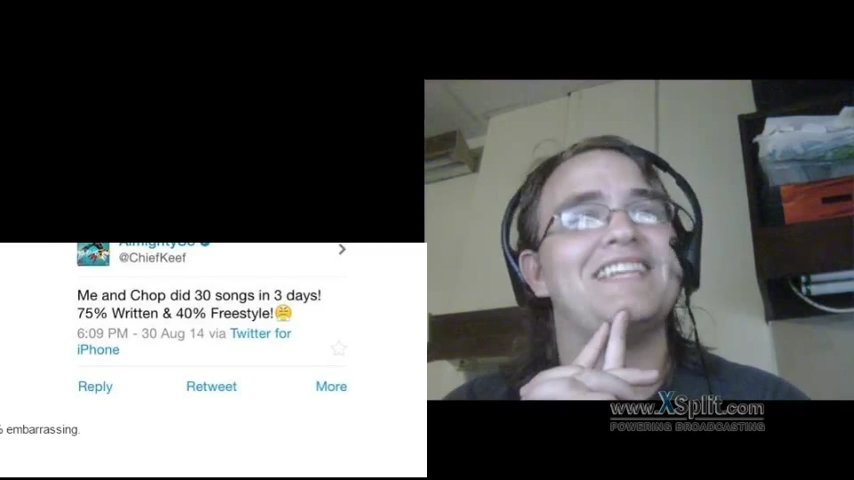 AlmightySo
@ChiefKeef
Me and Chop did 30 songs in 3 days!
75% Written & 40% Freestyle!😤
6:09 PM - 30 Aug 14 via Twitter for
iPhone
Reply Retweet More
% embarrassing.
www.XSplit.com
POWERING BROADCASTING